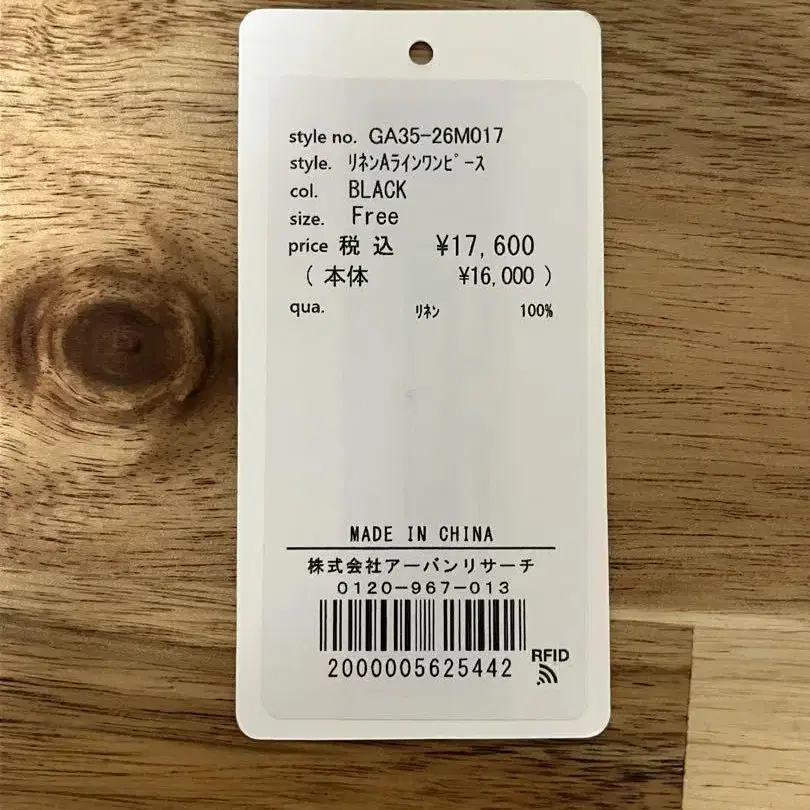 style no. GA35-26M017
style. ﾘﾈﾝAﾗｲﾝﾜﾝﾋﾟｰｽ
col. BLACK
size. Free
price 税 込 ¥17,600
( 本体 ¥16,000 )
qua. ﾘﾈﾝ 100%
MADE IN CHINA
株式会社アーバンリサーチ
0120-967-013
2000005625442
RFID